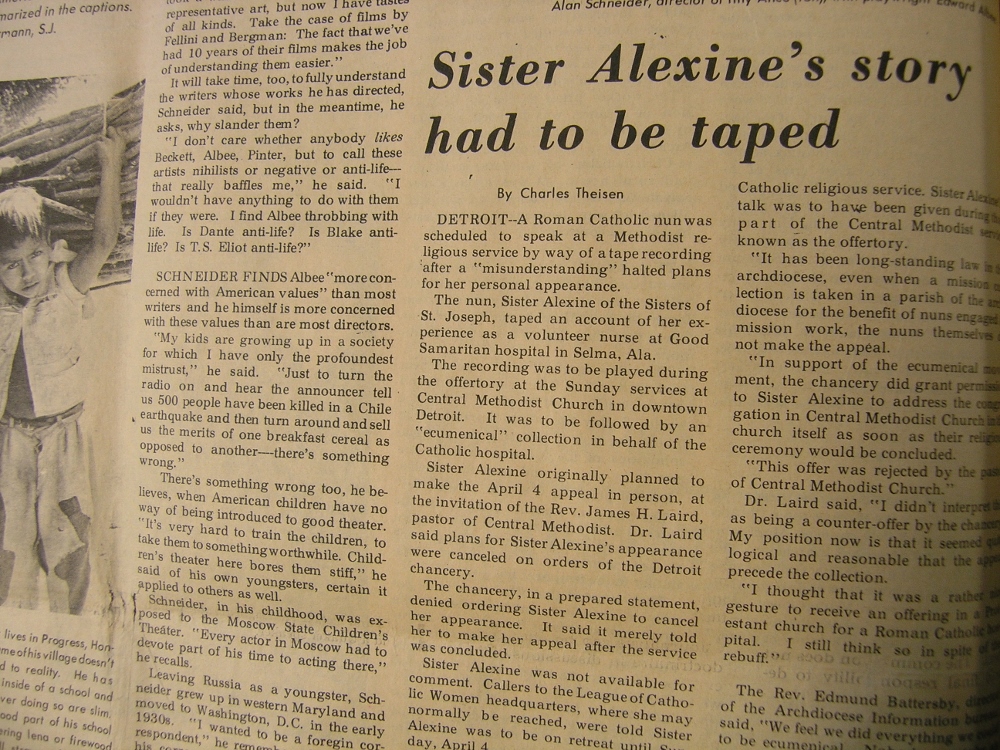 marized in the captions.
mann, S.J.
representative art, but now I have tastes
of all kinds. Take the case of films by
Fellini and Bergman: The fact that we've
had 10 years of their films makes the job
of understanding them easier."
It will take time, too, to fully understand
the writers whose works he has directed,
Schneider said, but in the meantime, he
asks, why slander them?
"I don't care whether anybody likes
Beckett, Albee, Pinter, but to call these
artists nihilists or negative or anti-life--
that really baffles me," he said. "I
wouldn't have anything to do with them
if they were. I find Albee throbbing with
life. Is Dante anti-life? Is Blake anti-
life? Is T.S. Eliot anti-life?"
SCHNEIDER FINDS Albee "more con-
cerned with American values" than most
writers and he himself is more concerned
with these values than are most directors.
"My kids are growing up in a society
for which I have only the profoundest
mistrust," he said. "Just to turn the
radio on and hear the announcer tell
us 500 people have been killed in a Chile
earthquake and then turn around and sell
us the merits of one breakfast cereal as
opposed to another---there's something
wrong."
There's something wrong too, he be-
lieves, when American children have no
way of being introduced to good theater.
"It's very hard to train the children, to
take them to something worthwhile. Child-
ren's theater here bores them stiff," he
said of his own youngsters, certain it
applied to others as well.
Schneider, in his childhood, was ex-
posed to the Moscow State Children's
Theater. "Every actor in Moscow had to
devote part of his time to acting there,"
he recalls.
Leaving Russia as a youngster, Sch-
neider grew up in western Maryland and
moved to Washington, D.C. in the early
1930s. "I wanted to be a foregin cor-
respondent," he
lives in Progress, Hon-
me of his village doesn't
d to reality. He has
inside of a school and
ver doing so are slim.
ood part of his school
ering lena or firewood
Alan Schneider, director of
Edward
Sister Alexine's story
had to be taped
By Charles Theisen
DETROIT--A Roman Catholic nun was
scheduled to speak at a Methodist re-
ligious service by way of a tape recording
after a "misunderstanding" halted plans
for her personal appearance.
The nun, Sister Alexine of the Sisters of
St. Joseph, taped an account of her ex-
perience as a volunteer nurse at Good
Samaritan hospital in Selma, Ala.
The recording was to be played during
the offertory at the Sunday services at
Central Methodist Church in downtown
Detroit. It was to be followed by an
"ecumenical" collection in behalf of the
Catholic hospital.
Sister Alexine originally planned to
make the April 4 appeal in person, at
the invitation of the Rev. James H. Laird,
pastor of Central Methodist. Dr. Laird
said plans for Sister Alexine's appearance
were canceled on orders of the Detroit
chancery.
The chancery, in a prepared statement,
denied ordering Sister Alexine to cancel
her appearance. It said it merely told
her to make her appeal after the service
was concluded.
Sister Alexine was not available for
comment. Callers to the League of Catho-
lic Women headquarters, where she may
normally be reached, were told Sister
Alexine was to be on retreat until
day, April 4
Catholic religious service. Sister
talk was to have been given during
part of the Central Methodist
known as the offertory.
"It has been long-standing law
archdiocese, even when a mission
lection is taken in a parish of the
diocese for the benefit of nuns engaged
mission work, the nuns themselves
not make the appeal.
"In support of the ecumenical
ment, the chancery did grant
to Sister Alexine to address the
gation in Central Methodist Church
church itself as soon as their
ceremony would be concluded.
"This offer was rejected by the
of Central Methodist Church."
Dr. Laird said, "I didn't interpret
as being a counter-offer by the
My position now is that it seemed
logical and reasonable that the
precede the collection.
"I thought that it was a rather
gesture to receive an offering in a
estant church for a Roman Catholic
pital. I still think so in spite of
rebuff."
The Rev. Edmund Battersby,
of the Archdiocese Information
said, "We feel we did everything
to be ecumenical.